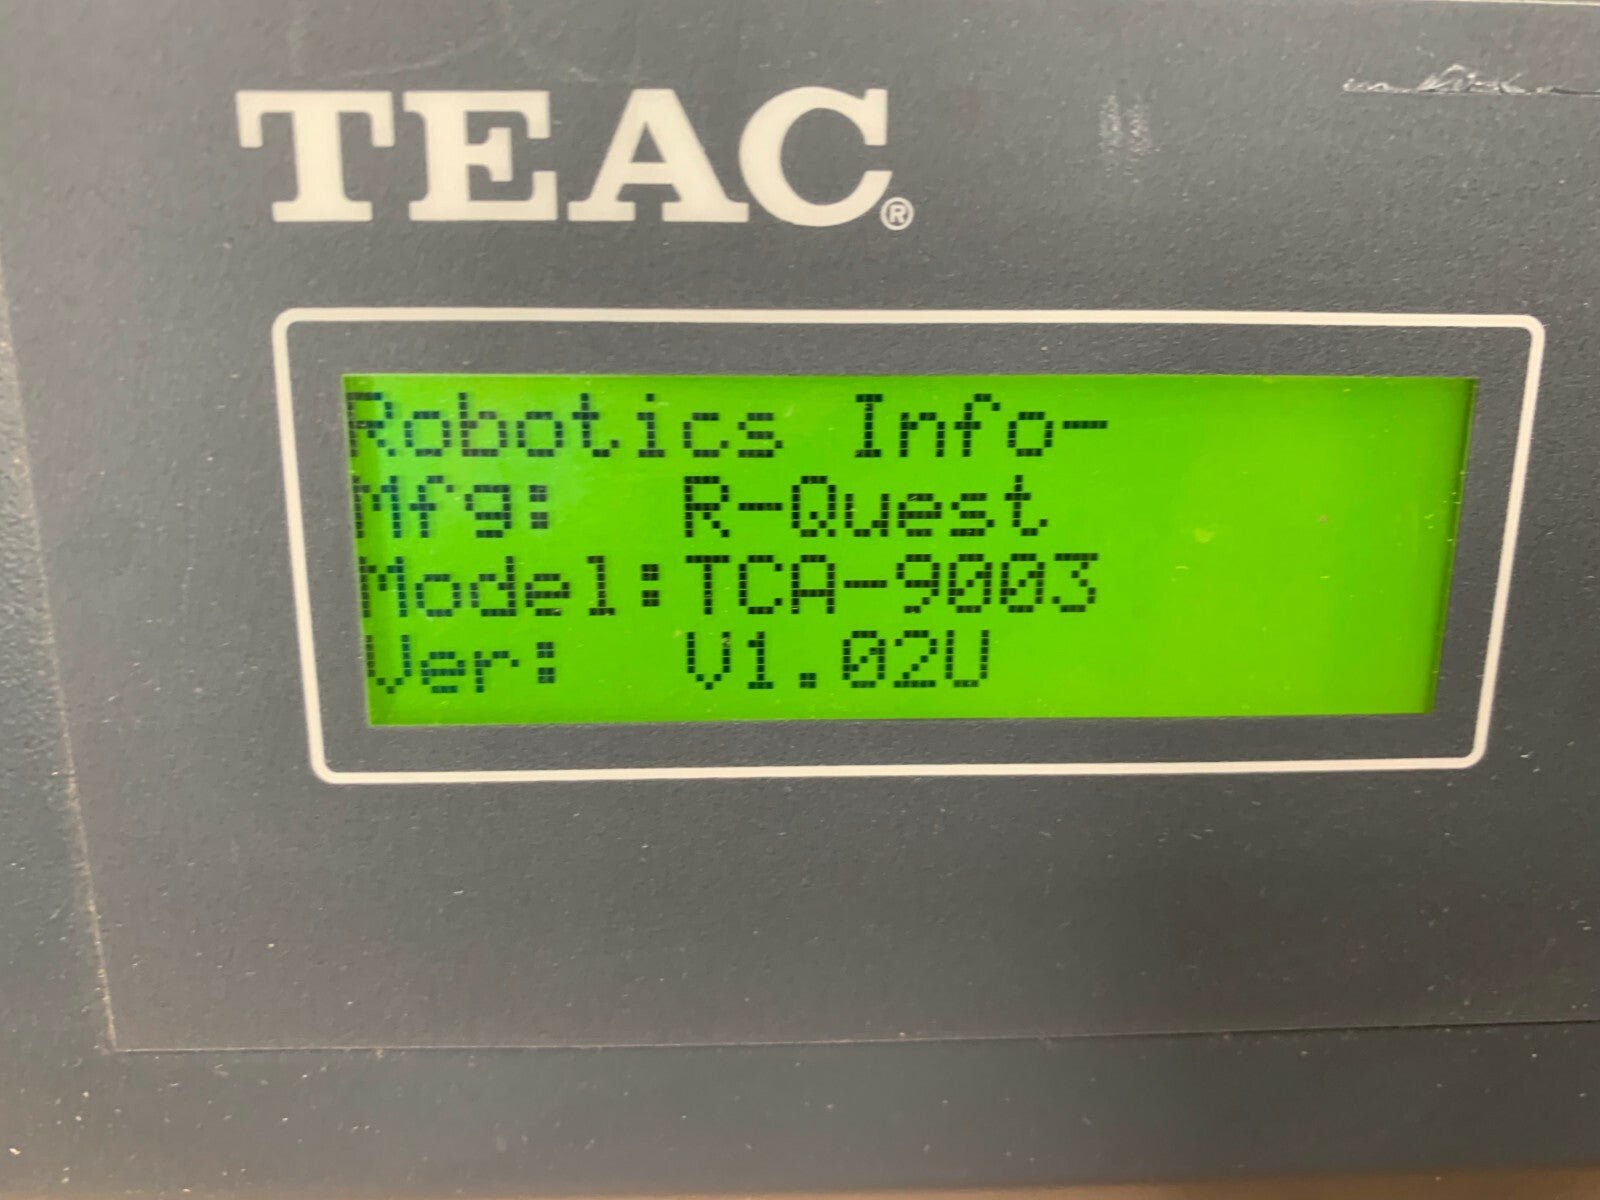 TEAC®
Robotics Info-
Mfg: R-Quest
Model:TCA-9003
Ver: V1.02U